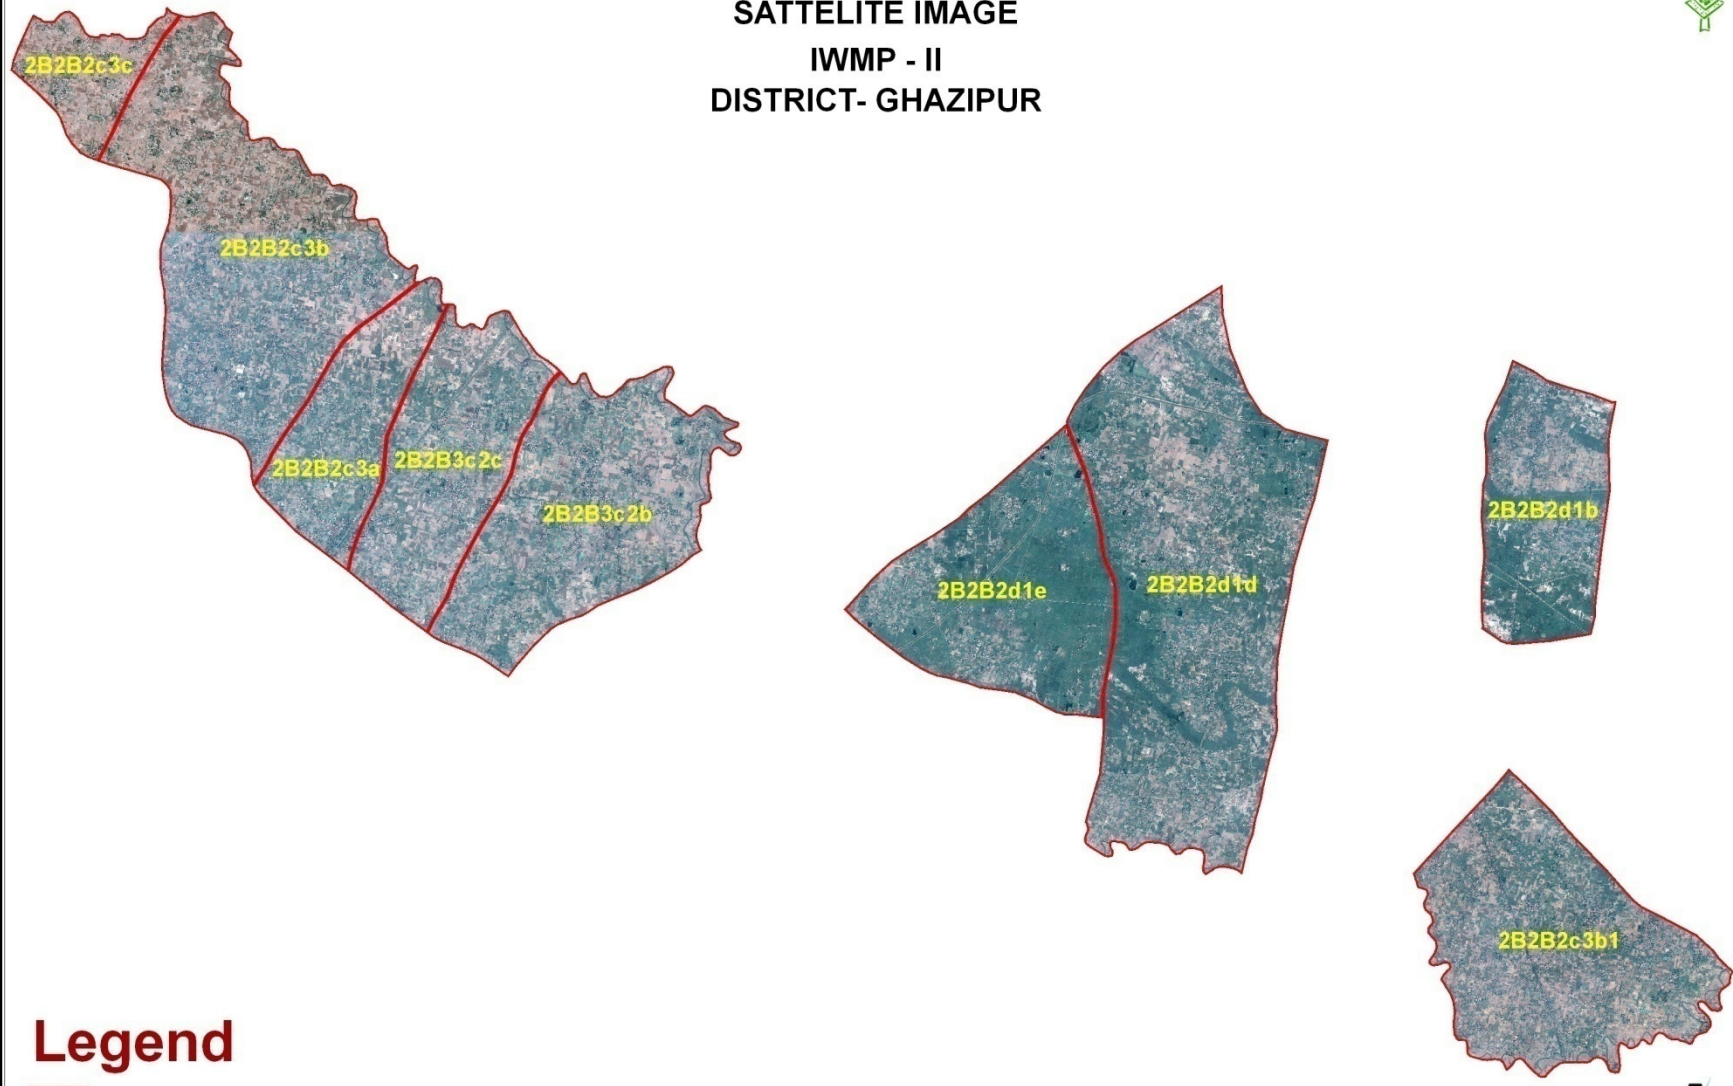 SATTELITE IMAGE
IWMP - II
DISTRICT- GHAZIPUR
2B2B2c3c
2B2B2c3b
2B2B2c3a
2B2B3c2c
2B2B3c2b
2B2B2d1e
2B2B2d1d
2B2B2d1b
2B2B2c3b1
Legend